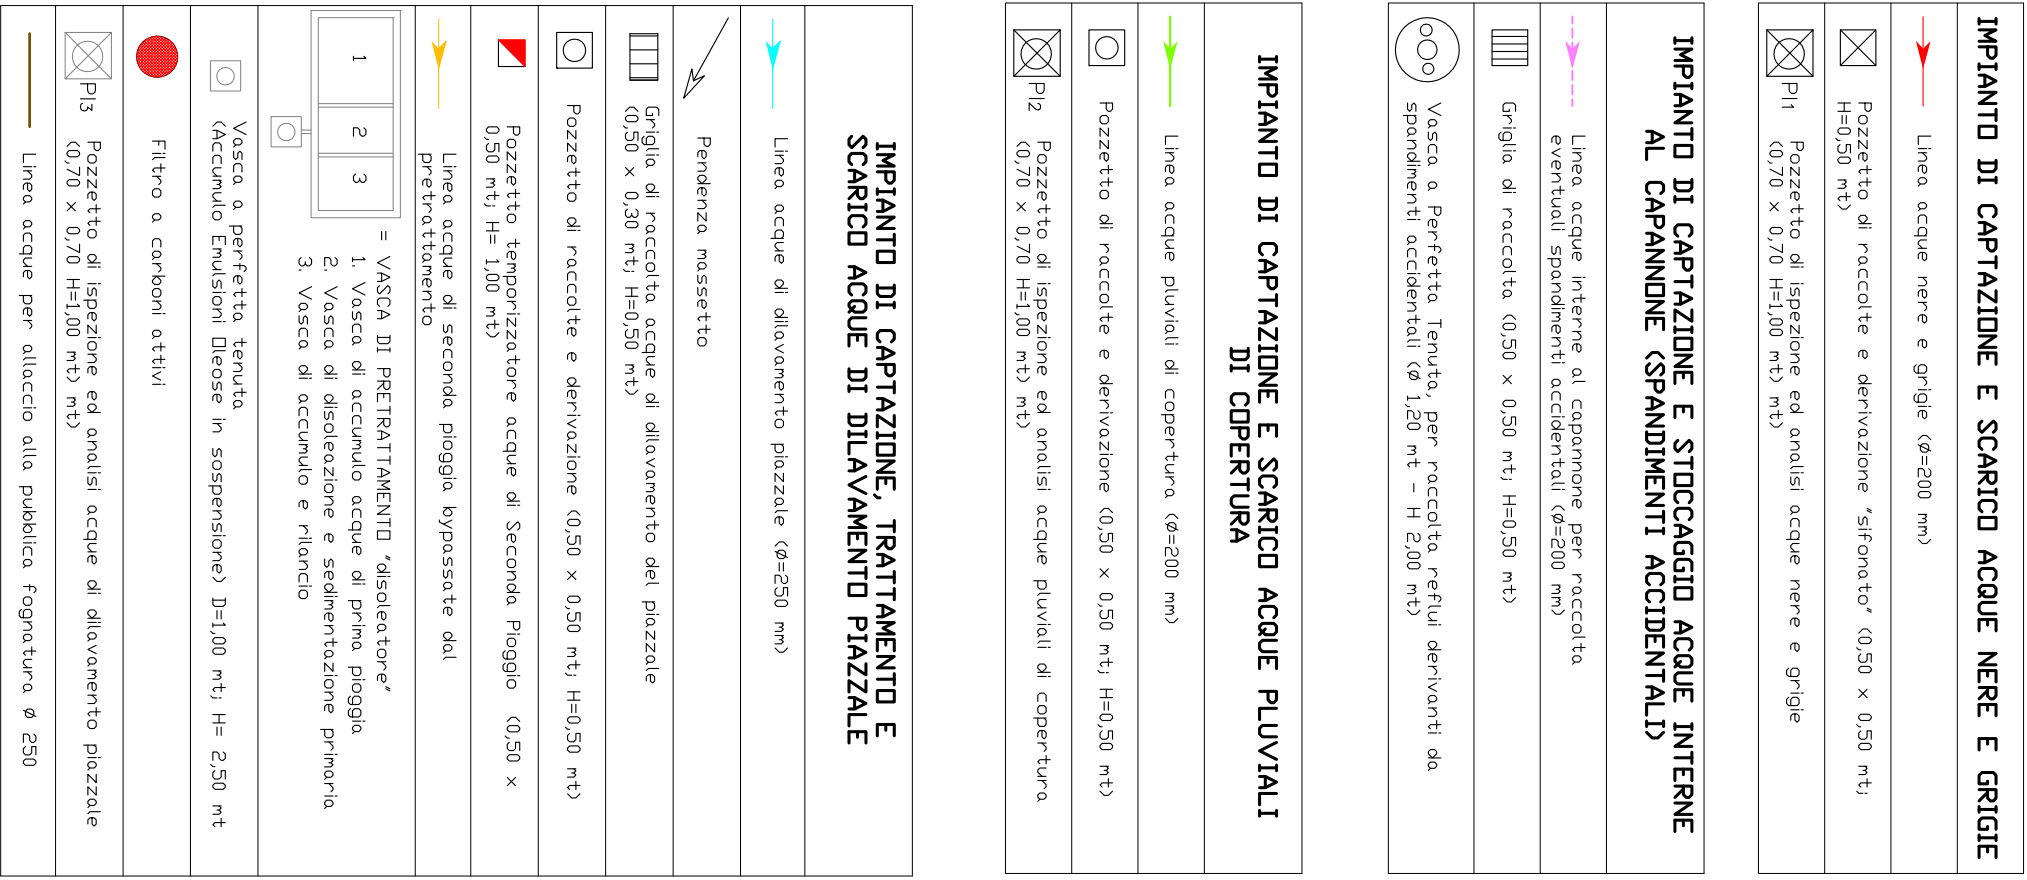 IMPIANTO DI CAPTAZIONE E SCARICO ACQUE NERE E GRIGIE
Linea acque nere e grigie (Ø=200 mm)
Pozzetto di raccolte e derivazione "sifonato" (0,50 x 0,50 mt;
H=0,50 mt)
PI1
Pozzetto di ispezione ed analisi acque nere e grigie
(0,70 x 0,70 H=1,00 mt) mt)
IMPIANTO DI CAPTAZIONE E STOCCAGGIO ACQUE INTERNE
AL CAPANNONE (SPANDIMENTI ACCIDENTALI)
Linea acque interne al capannone per raccolta
eventuali spandimenti accidentali (Ø=200 mm)
Griglia di raccolta (0,50 x 0,50 mt; H=0,50 mt)
Vasca a Perfetta Tenuta, per raccolta reflui derivanti da
spandimenti accidentali (Ø 1,20 mt - H 2,00 mt)
IMPIANTO DI CAPTAZIONE E SCARICO ACQUE PLUVIALI
DI COPERTURA
Linea acque pluviali di copertura (Ø=200 mm)
Pozzetto di raccolte e derivazione (0,50 x 0,50 mt; H=0,50 mt)
PI2
Pozzetto di ispezione ed analisi acque pluviali di copertura
(0,70 x 0,70 H=1,00 mt) mt)
IMPIANTO DI CAPTAZIONE, TRATTAMENTO E
SCARICO ACQUE DI DILAVAMENTO PIAZZALE
Linea acque di dilavamento piazzale (Ø=250 mm)
Pendenza massetto
Griglia di raccolta acque di dilavamento del piazzale
(0,50 x 0,30 mt; H=0,50 mt)
Pozzetto di raccolte e derivazione (0,50 x 0,50 mt; H=0,50 mt)
Pozzetto temporizzatore acque di Seconda Pioggio (0,50 x
0,50 mt; H= 1,00 mt)
Linea acque di seconda pioggia bypassate dal
pretrattamento
1 2 3
= VASCA DI PRETRATTAMENTO "disoleatore"
1. Vasca di accumulo acque di prima pioggia
2. Vasca di disoleazione e sedimentazione primaria
3. Vasca di accumulo e rilancio
Vasca a perfetta tenuta
(Accumulo Emulsioni Oleose in sospensione) D=1,00 mt; H= 2,50 mt
Filtro a carboni attivi
PI3
Pozzetto di ispezione ed analisi acque di dilavamento piazzale
(0,70 x 0,70 H=1,00 mt) mt)
Linea acque per allaccio alla pubblica fognatura Ø 250